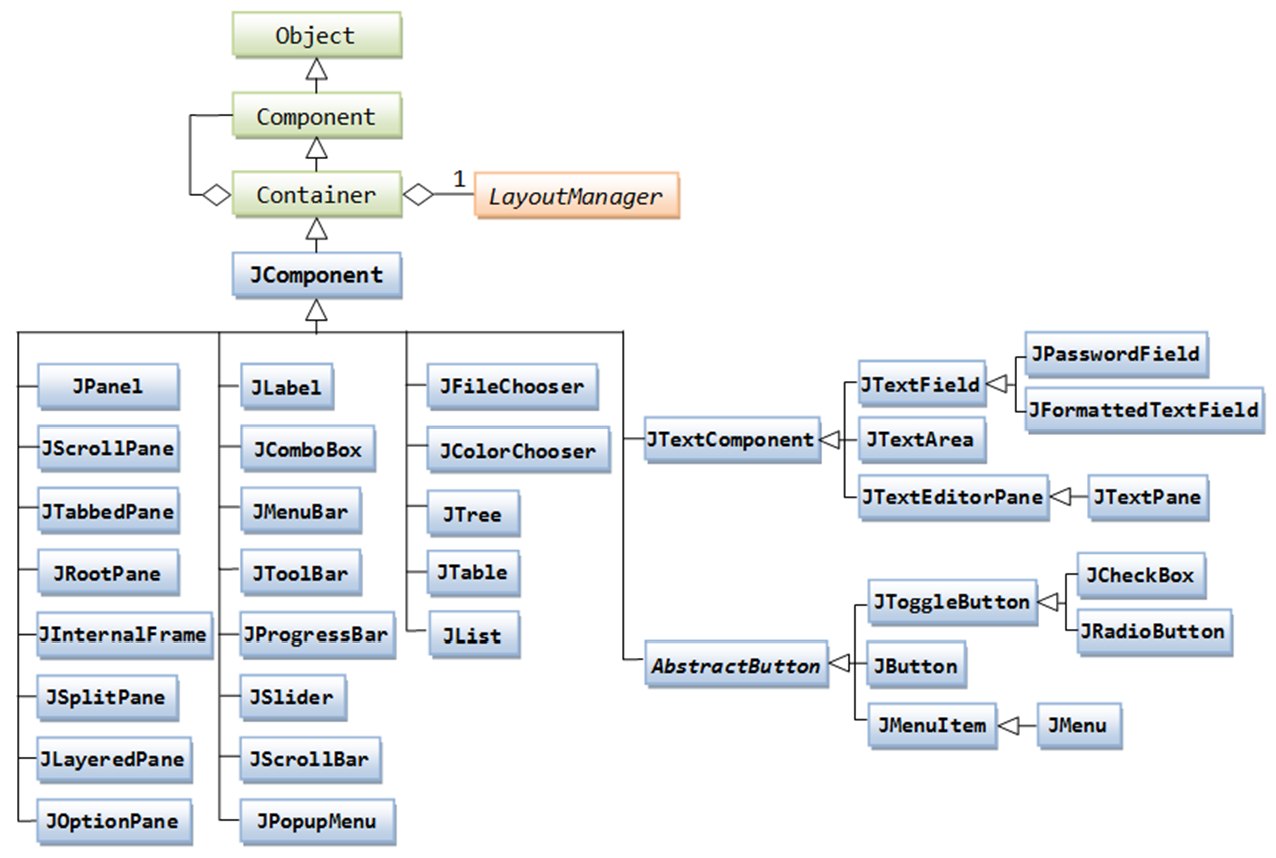 Object
Component
Container
1
LayoutManager
JComponent
JPanel
JScrollPane
JTabbedPane
JRootPane
JInternalFrame
JSplitPane
JLayeredPane
JOptionPane
JLabel
JComboBox
JMenuBar
JToolBar
JProgressBar
JSlider
JScrollBar
JPopupMenu
JFileChooser
JColorChooser
JTree
JTable
JList
JTextComponent
JTextField
JPasswordField
JFormattedTextField
JTextArea
JTextEditorPane
JTextPane
AbstractButton
JToggleButton
JCheckBox
JRadioButton
JButton
JMenuItem
JMenu